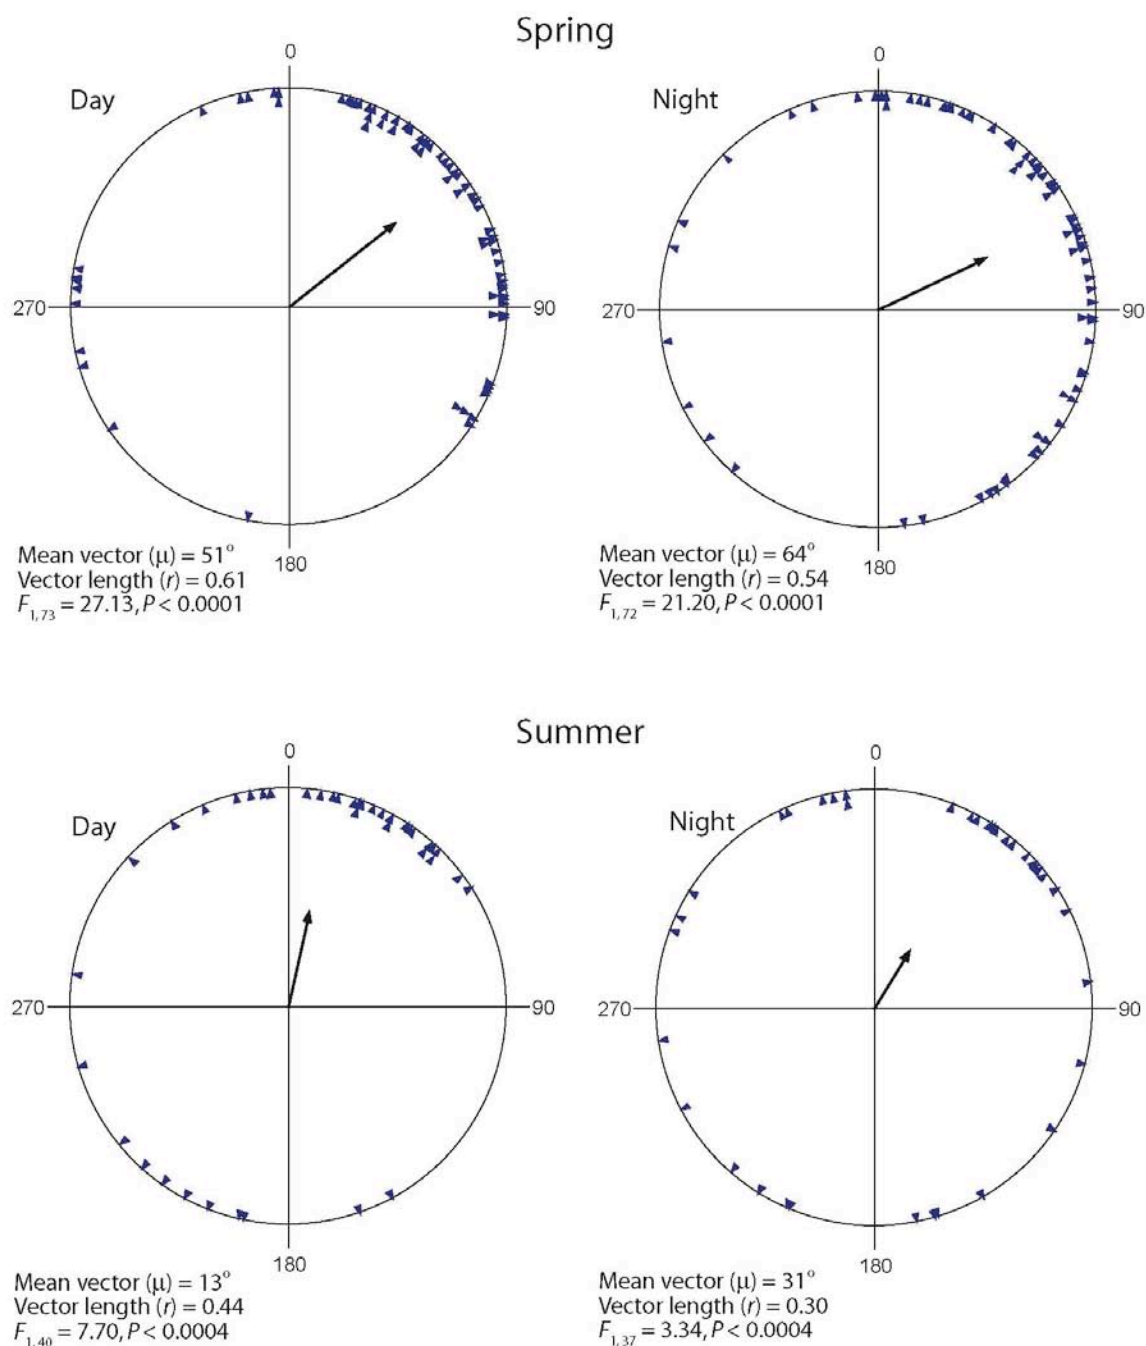 Spring
Day
0
270
90
180
Mean vector (μ) = 51°
Vector length (r) = 0.61
F1,73 = 27.13, P < 0.0001
Night
0
270
90
180
Mean vector (μ) = 64°
Vector length (r) = 0.54
F1,72 = 21.20, P < 0.0001
Summer
Day
0
270
90
180
Mean vector (μ) = 13°
Vector length (r) = 0.44
F1,40 = 7.70, P < 0.0004
Night
0
270
90
180
Mean vector (μ) = 31°
Vector length (r) = 0.30
F1,37 = 3.34, P < 0.0004